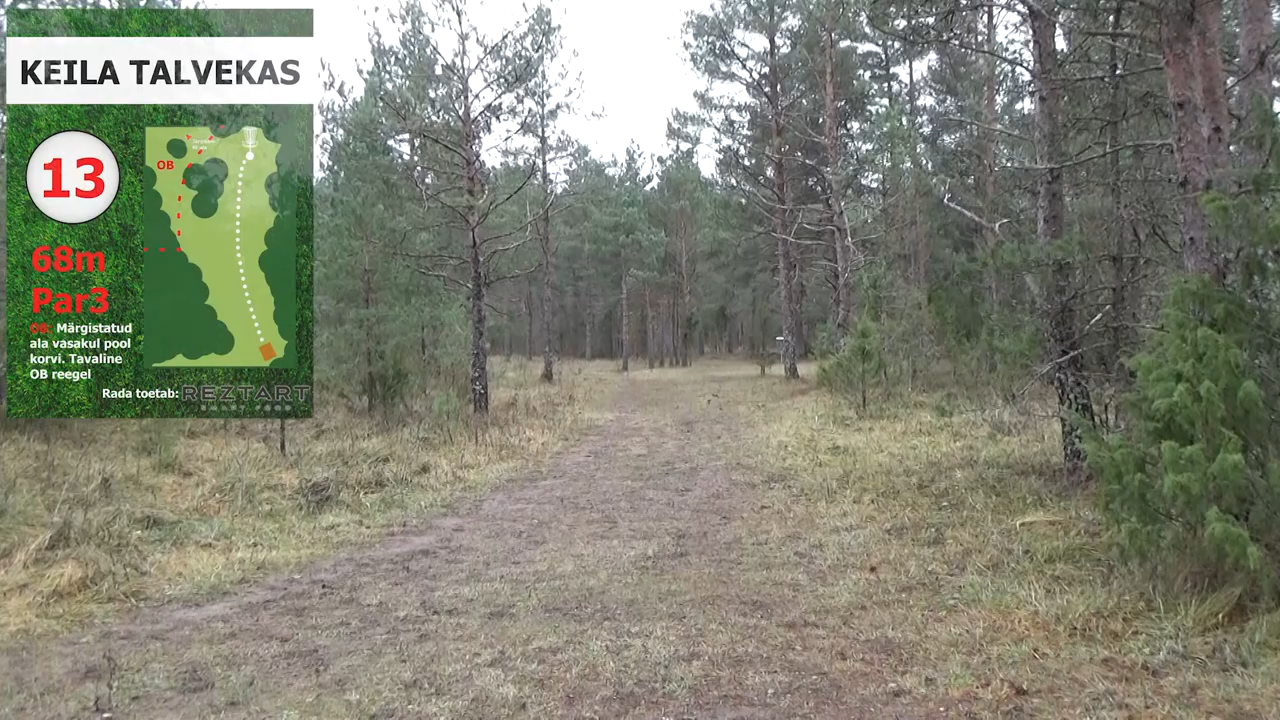 KEILA TALVEKAS
OB
13
68m
Par3
OB: Märgistatud
ala vasakul pool
korvi. Tavaline
OB reegel
Rada toetab: REZTART